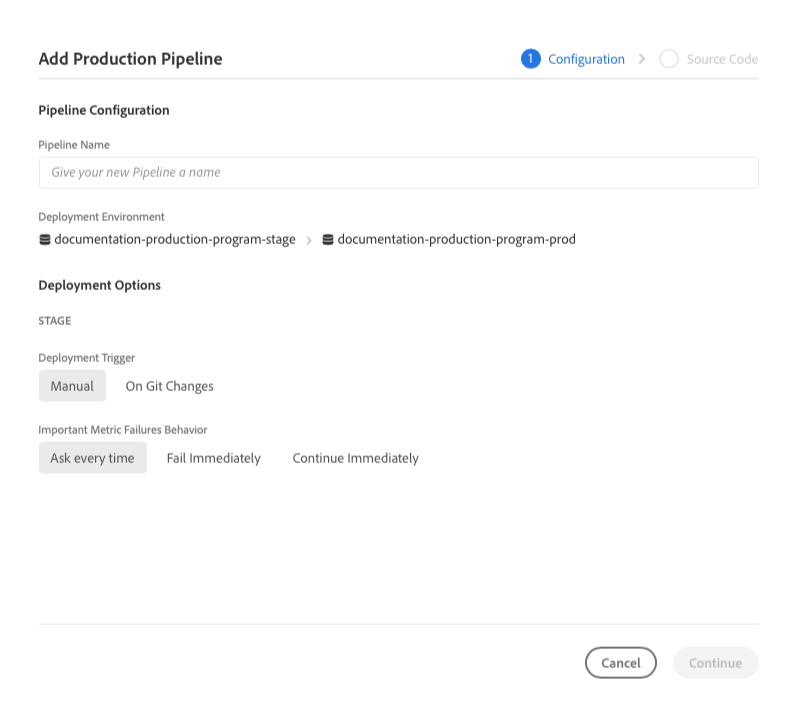 Add Production Pipeline
1 Configuration > Source Code
Pipeline Configuration
Pipeline Name
Give your new Pipeline a name
Deployment Environment
documentation-production-program-stage > documentation-production-program-prod
Deployment Options
STAGE
Deployment Trigger
Manual On Git Changes
Important Metric Failures Behavior
Ask every time Fail Immediately Continue Immediately
Cancel Continue